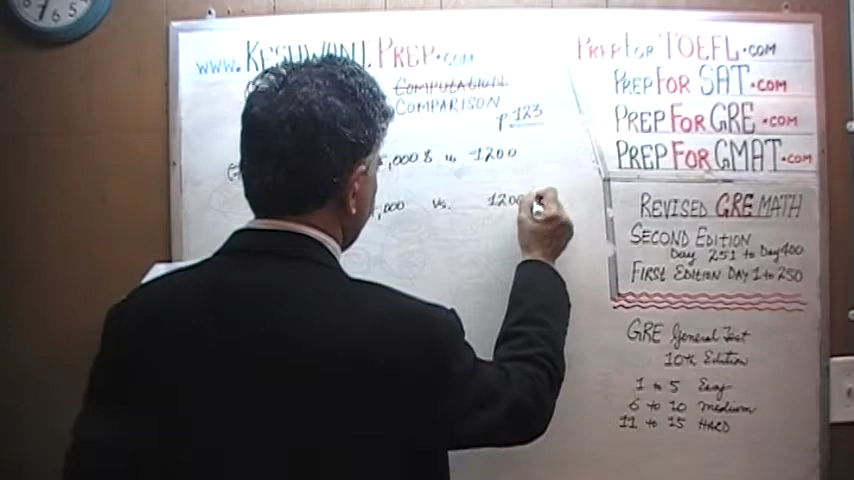 www.KESHWANI PREP.COM
COMPUTATION
COMPARISON
p 123
,000 8 vs -1200
,000 vs. 1200
PREP FOR TOEFL.COM
PREP FOR SAT.COM
PREP FOR GRE.COM
PREP FOR GMAT.COM
REVISED GRE MATH
SECOND EDITION
DAY 251 to DAY 400
FIRST EDITION DAY 1 to 250
GRE General Test
10th Edition
1 to 5 Easy
6 to 10 medium
11 to 15 HARD